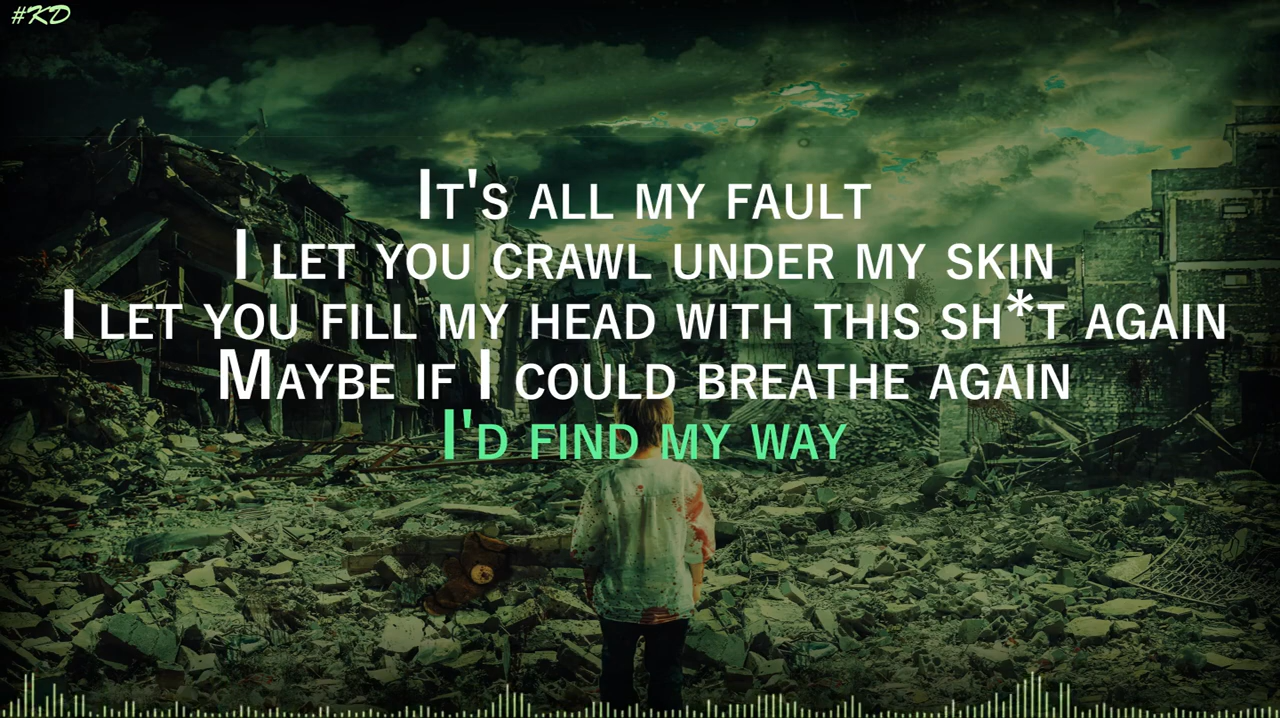 #KD
It's all my fault
I let you crawl under my skin
I let you fill my head with this sh*t again
Maybe if I could breathe again
I'd find my way